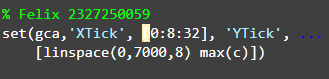 % Felix 2327250059
set(gca,'XTick', [0:8:32], 'YTick', ...
[linspace(0,7000,8) max(c)])